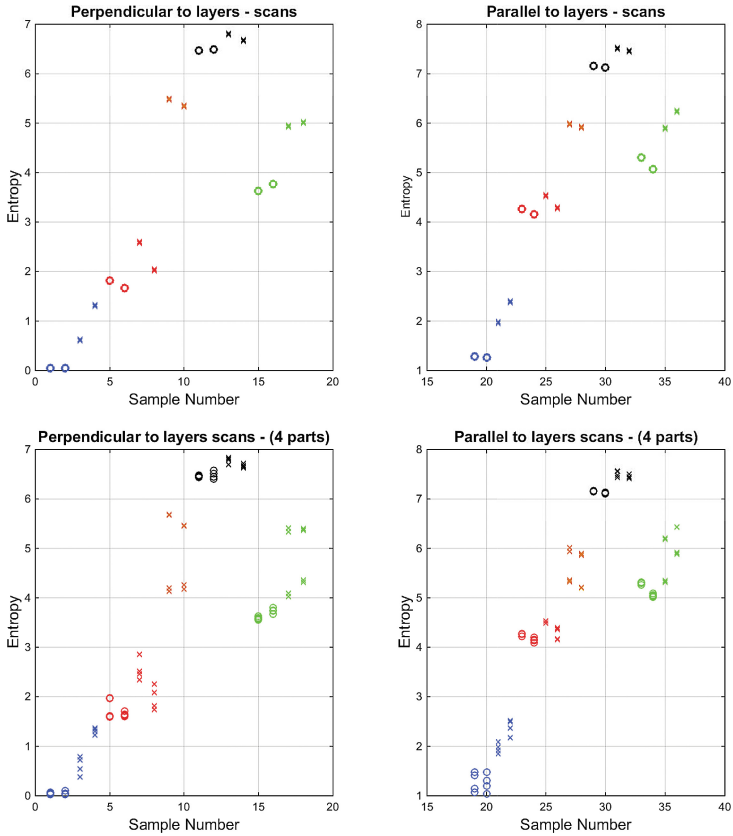 Perpendicular to layers - scans
Entropy
7
6
5
4
3
2
1
0
0 5 10 15 20
Sample Number
Parallel to layers - scans
Entropy
8
7
6
5
4
3
2
1
15 20 25 30 35 40
Sample Number
Perpendicular to layers scans - (4 parts)
Entropy
7
6
5
4
3
2
1
0
0 5 10 15 20
Sample Number
Parallel to layers scans - (4 parts)
Entropy
8
7
6
5
4
3
2
1
15 20 25 30 35 40
Sample Number